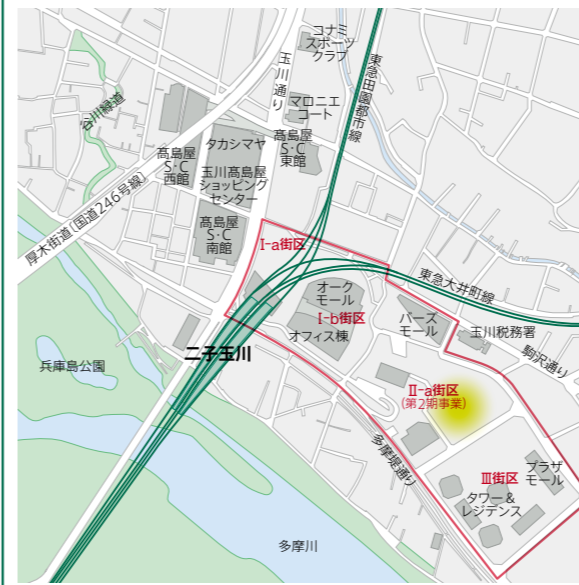 コナミ
スポーツ
クラブ
玉川通り
東急田園都市線
マロニエ
コート
谷川緑道
タカシマヤ
髙島屋
S・C
東館
髙島屋
S・C
西館
玉川髙島屋
ショッピング
センター
髙島屋
S・C
南館
厚木街道(国道246号線)
I-a街区
東急大井町線
オーク
モール
I-b街区
オフィス棟
バーズ
モール
玉川税務署
駒沢通り
二子玉川
兵庫島公園
II-a街区
(第2期事業)
多摩堤通り
III街区
プラザ
モール
タワー&
レジデンス
多摩川